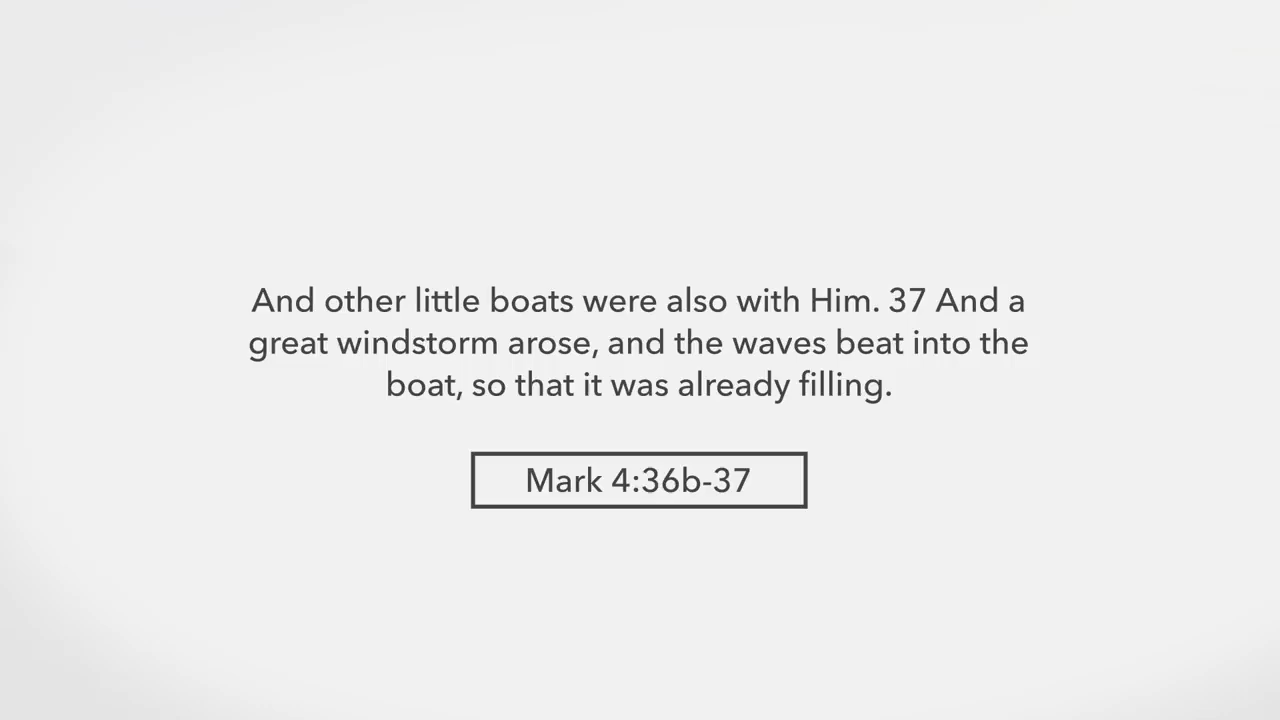 And other little boats were also with Him. 37 And a
great windstorm arose, and the waves beat into the
boat, so that it was already filling.
Mark 4:36b-37